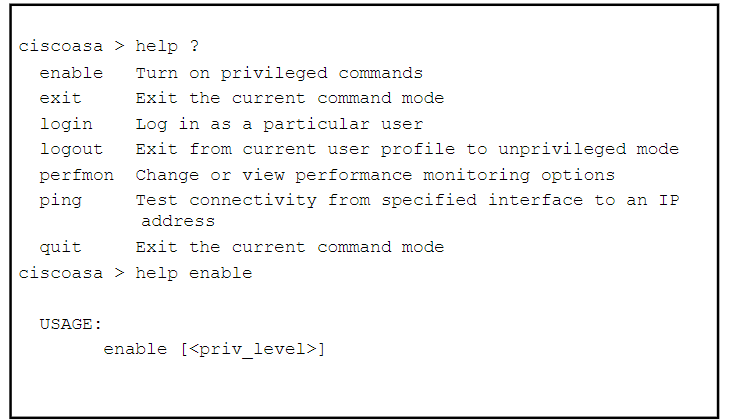 ciscoasa > help ?
enable Turn on privileged commands
exit Exit the current command mode
login Log in as a particular user
logout Exit from current user profile to unprivileged mode
perfmon Change or view performance monitoring options
ping Test connectivity from specified interface to an IP
address
quit Exit the current command mode
ciscoasa > help enable
USAGE:
enable [<priv_level>]